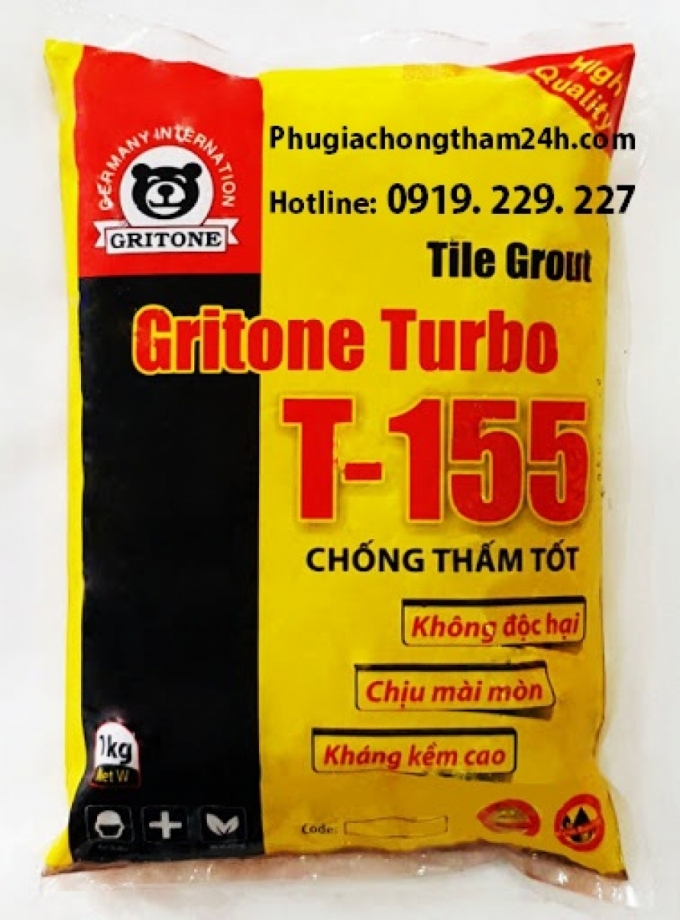 High
Quality
GERMANY INTERNATION
GRITONE
Phugiachongtham24h.com
Hotline: 0919. 229. 227
Tile Grout
Gritone Turbo
T-155
CHỐNG THẤM TỐT
Không độc hại
Chịu mài mòn
Kháng kềm cao
1kg
Net W
Code: